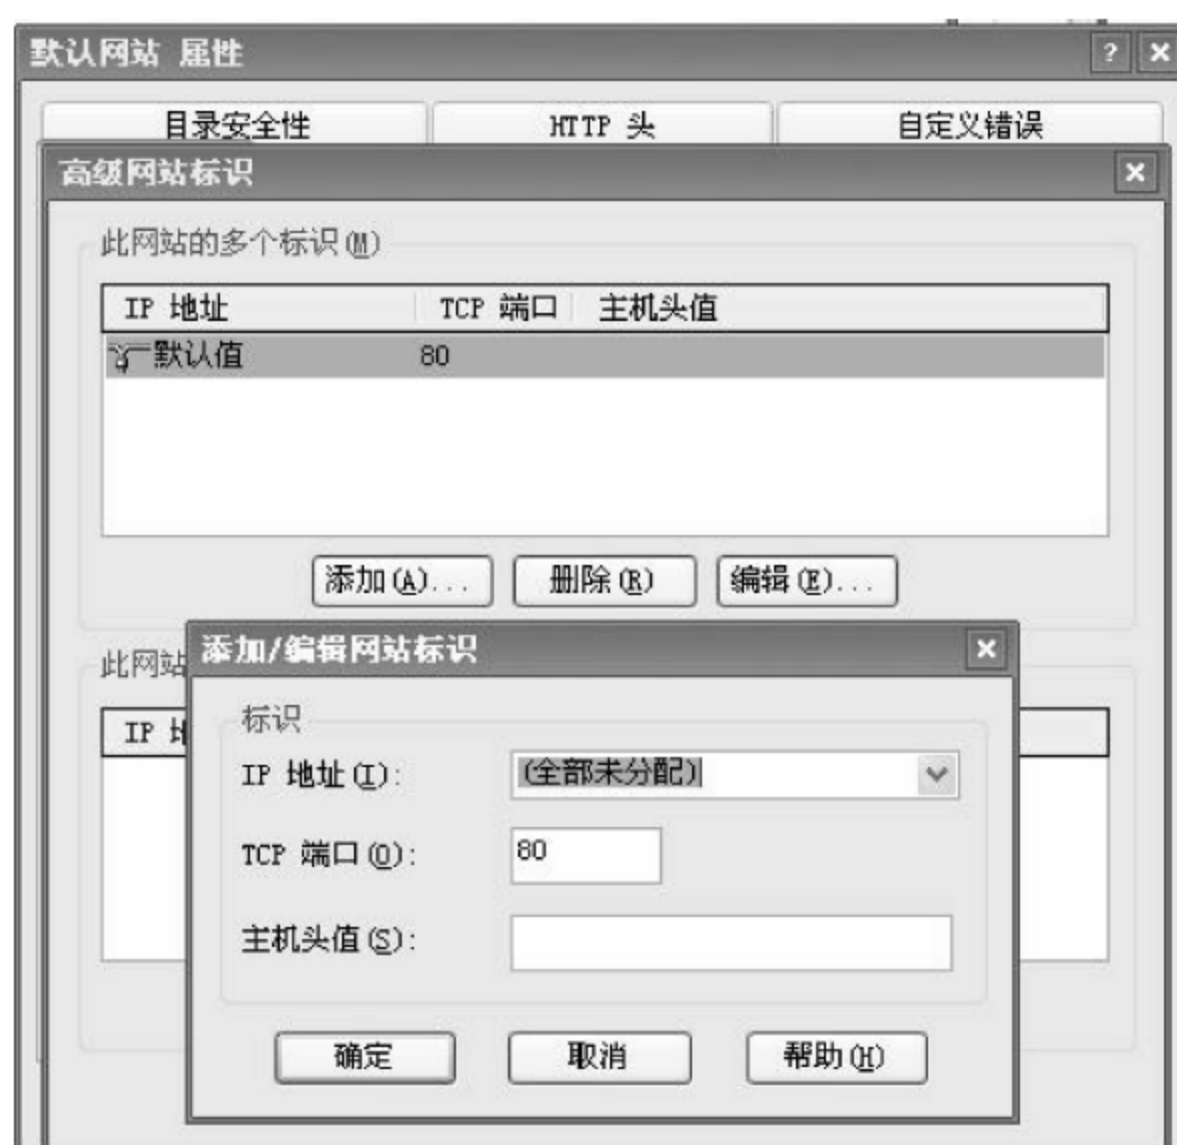 默认网站 属性
目录安全性 HTTP 头 自定义错误
高级网站标识
此网站的多个标识(M)
IP 地址 TCP 端口 主机头值
默认值 80
添加(A)... 删除(R) 编辑(E)...
此网站
添加/编辑网站标识
IP 地
标识
IP 地址(I): (全部未分配)
TCP 端口(O): 80
主机头值(S):
确定 取消 帮助(H)